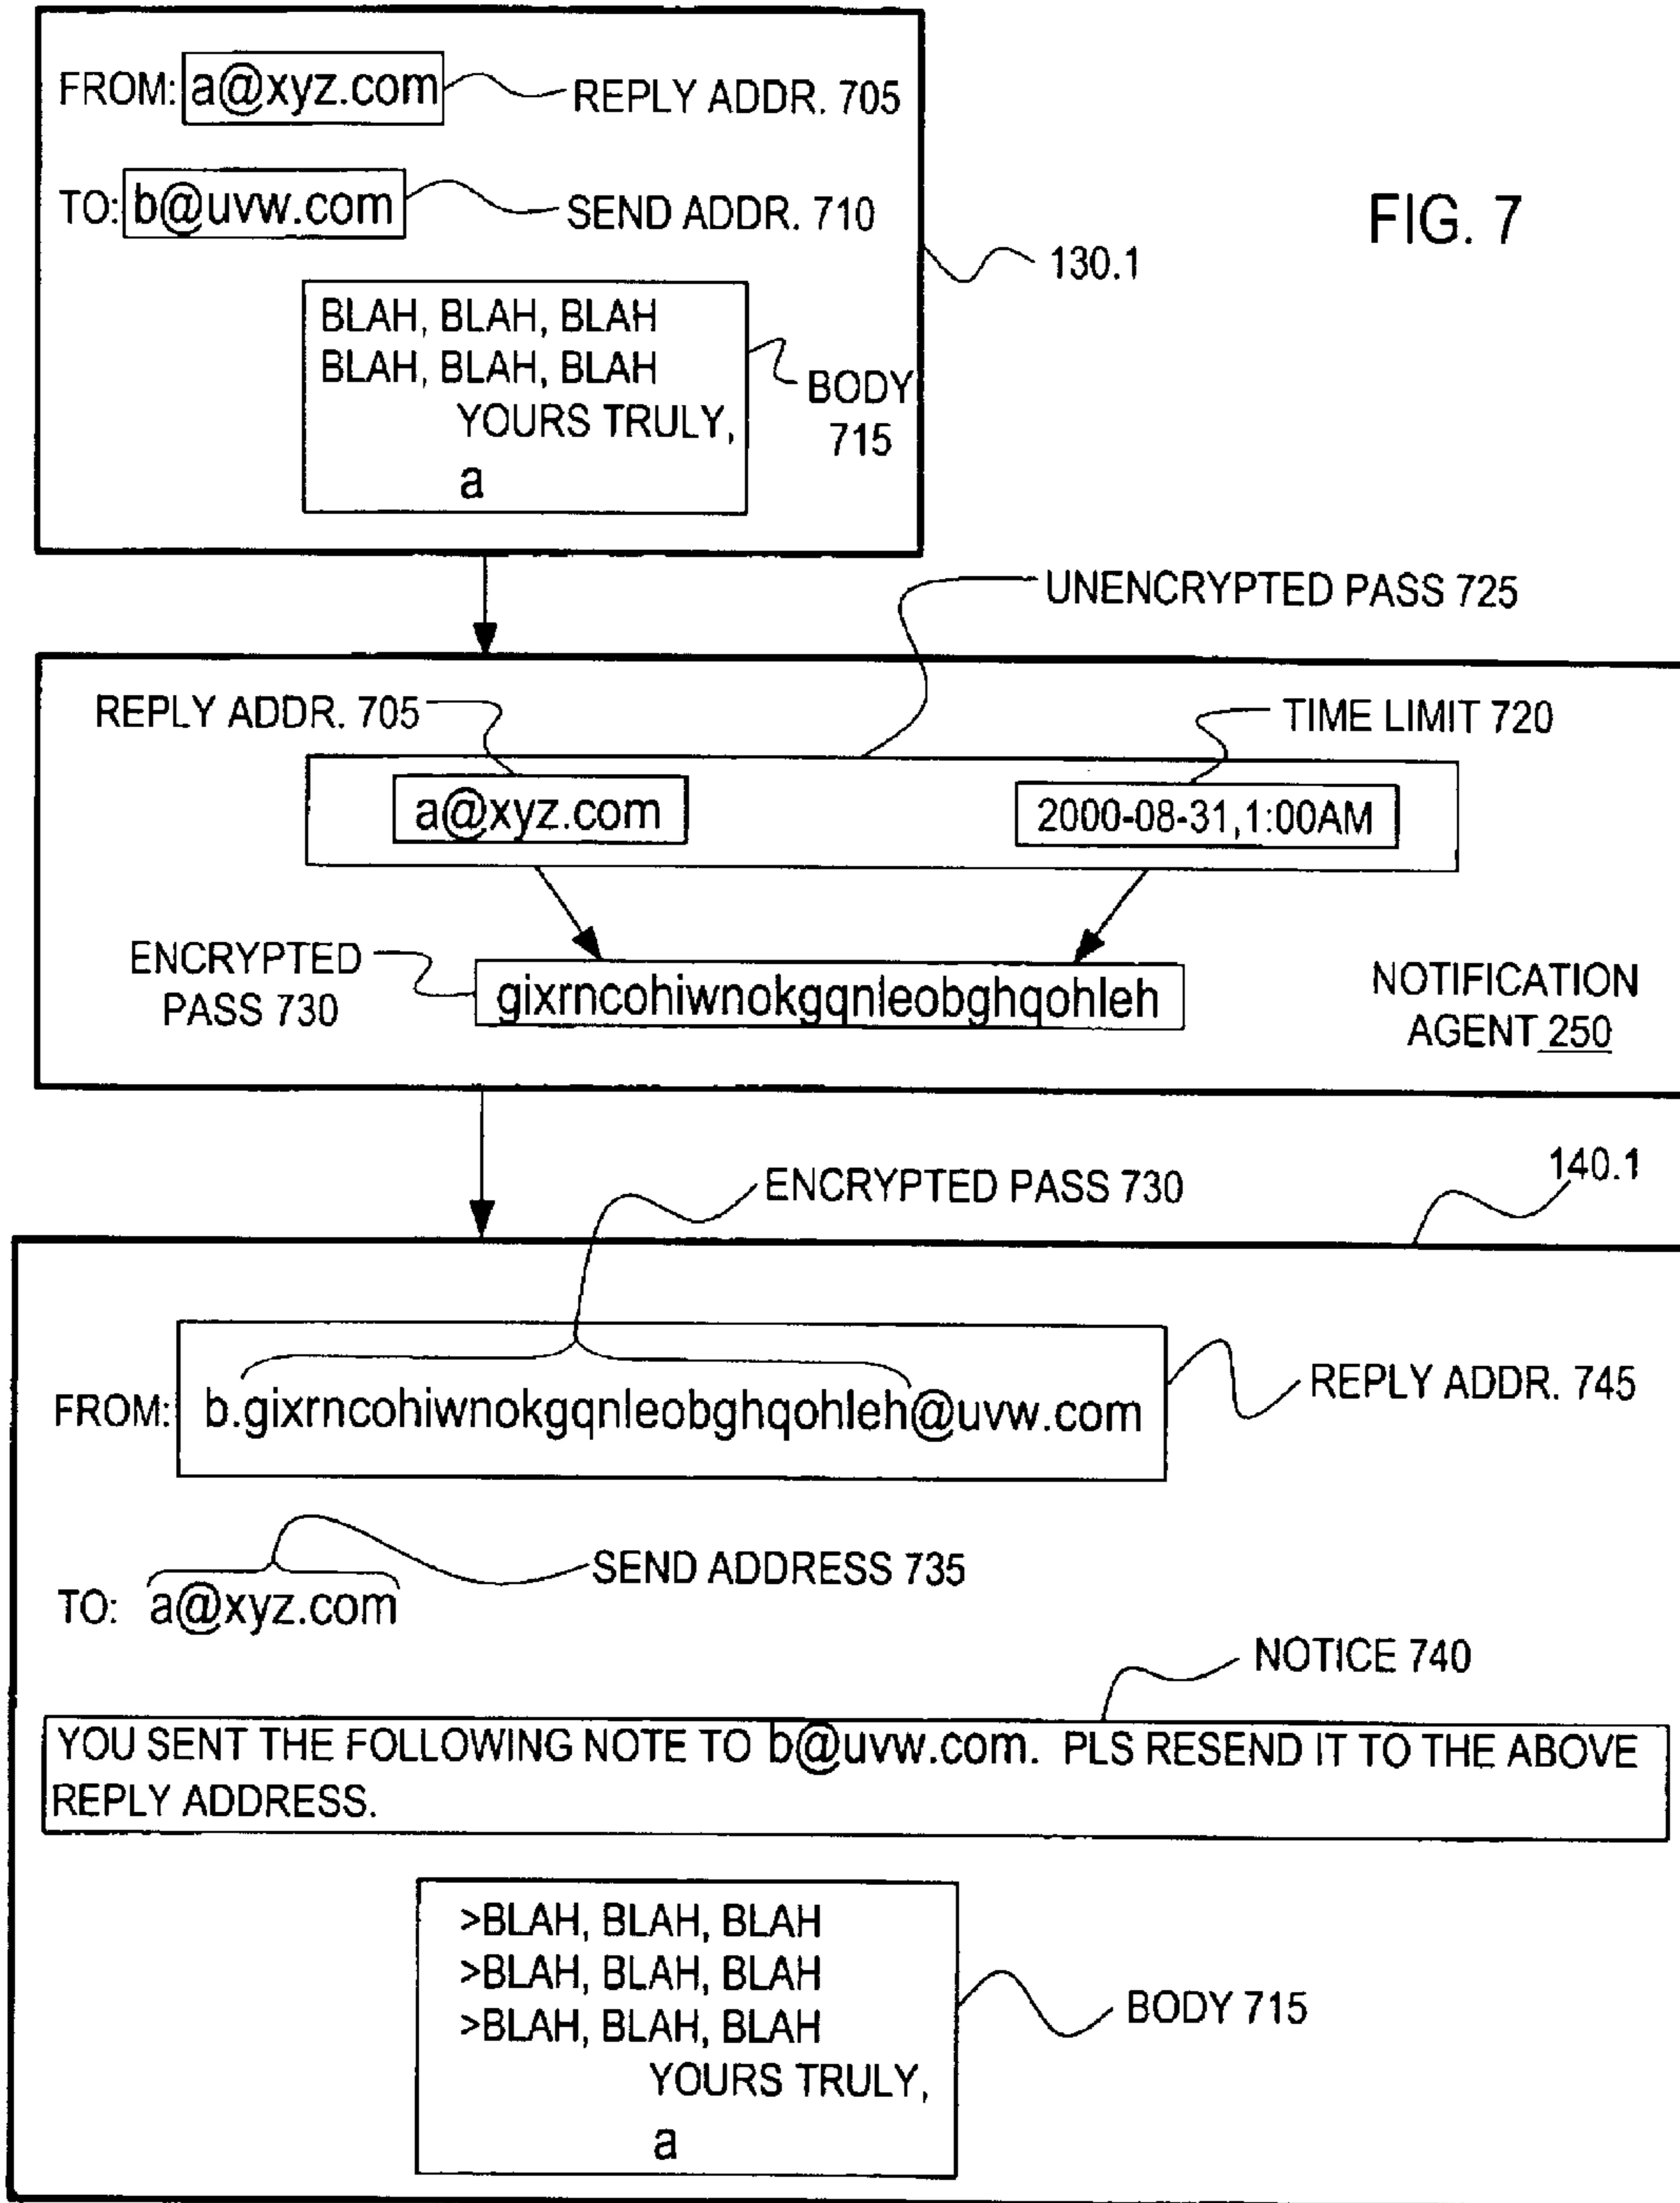 FROM: a@xyz.com REPLY ADDR. 705
TO: b@uvw.com SEND ADDR. 710
FIG. 7
130.1
BLAH, BLAH, BLAH
BLAH, BLAH, BLAH
YOURS TRULY,
a
BODY
715
UNENCRYPTED PASS 725
REPLY ADDR. 705
TIME LIMIT 720
a@xyz.com
2000-08-31,1:00AM
ENCRYPTED
PASS 730
gixrncohiwnokgqnleobghqohleh
NOTIFICATION
AGENT 250
140.1
ENCRYPTED PASS 730
FROM: b.gixrncohiwnokgqnleobghqohleh@uvw.com
REPLY ADDR. 745
SEND ADDRESS 735
TO: a@xyz.com
NOTICE 740
YOU SENT THE FOLLOWING NOTE TO b@uvw.com. PLS RESEND IT TO THE ABOVE
REPLY ADDRESS.
>BLAH, BLAH, BLAH
>BLAH, BLAH, BLAH
>BLAH, BLAH, BLAH
YOURS TRULY,
a
BODY 715